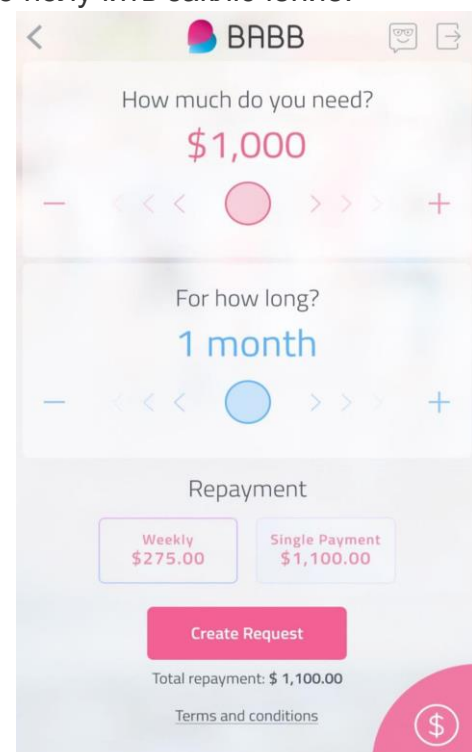 BABB
How much do you need?
$1,000
For how long?
1 month
Repayment
Weekly
$275.00
Single Payment
$1,100.00
Create Request
Total repayment: $ 1,100.00
Terms and conditions